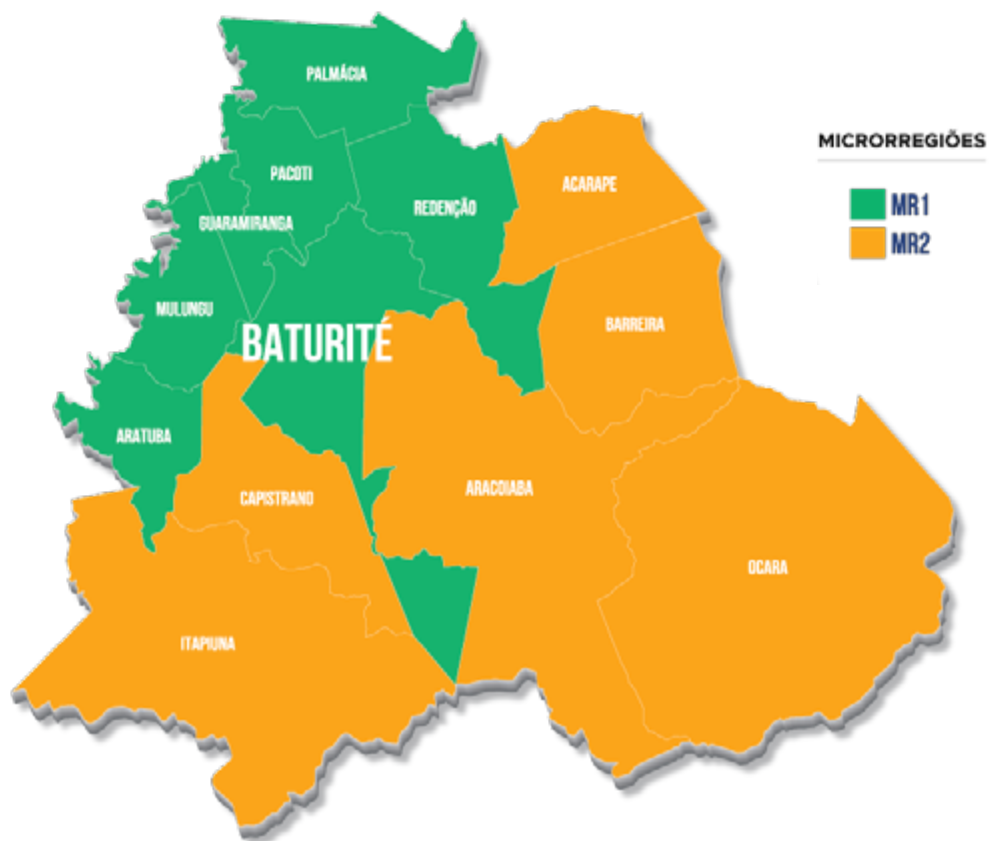 PALMÁCIA
MICRORREGIÕES
PACOTI
ACARAPE
REDENÇÃO
MR1
GUARAMIRANGA
MR2
MULUNGU
BARREIRA
BATURITÉ
ARATUBA
CAPISTRANO
ARACOIABA
OCARA
ITAPIUNA